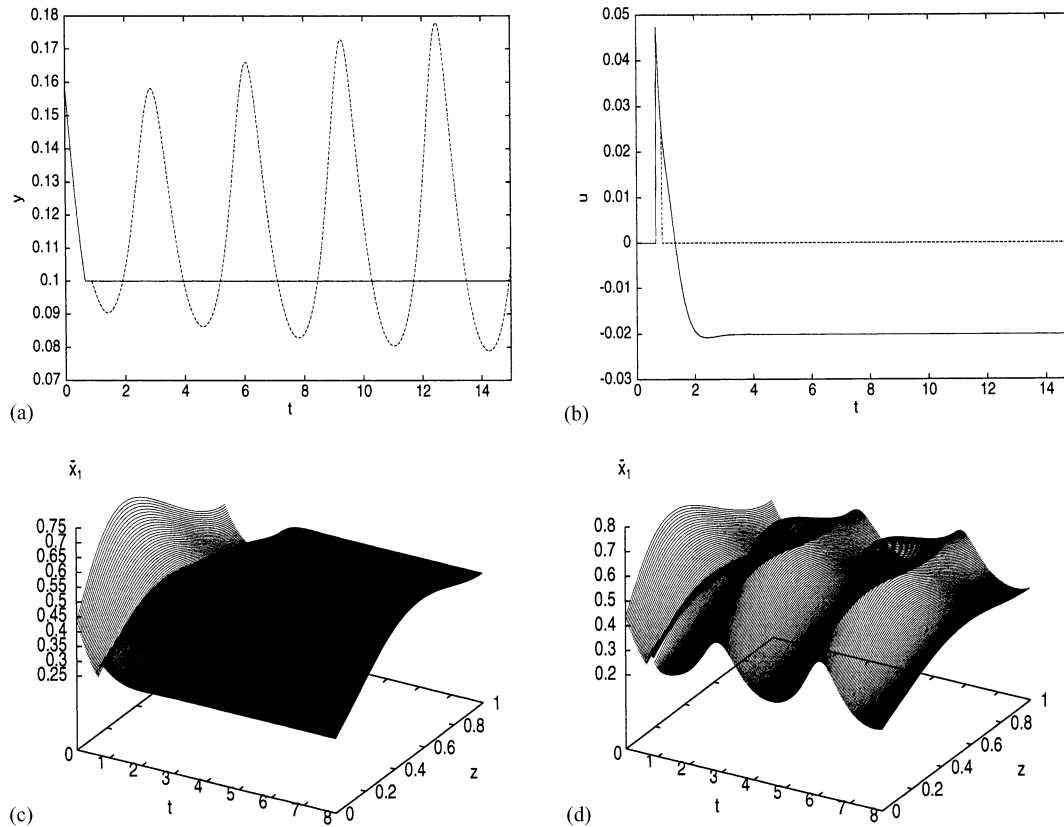 0.18
0.17
0.16
0.15
0.14
0.13
0.12
0.11
0.1
0.09
0.08
0.07
y
0 2 4 6 8 10 12 14
t
(a)
0.05
0.04
0.03
0.02
0.01
0
-0.01
-0.02
-0.03
u
0 2 4 6 8 10 12 14
t
(b)
x̄₁
0.75
0.7
0.65
0.6
0.55
0.5
0.45
0.4
0.35
0.3
0.25
0 1 2 3 4 5 6 7 8
t
0 0.2 0.4 0.6 0.8 1
z
(c)
x̄₁
0.8
0.7
0.6
0.5
0.4
0.3
0.2
0 1 2 3 4 5 6 7 8
t
0 0.2 0.4 0.6 0.8 1
z
(d)